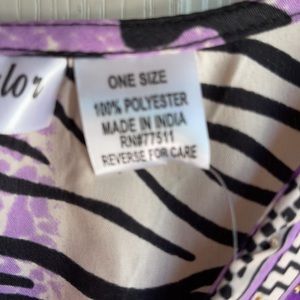 ONE SIZE
100% POLYESTER
MADE IN INDIA
RN#77511
REVERSE FOR CARE